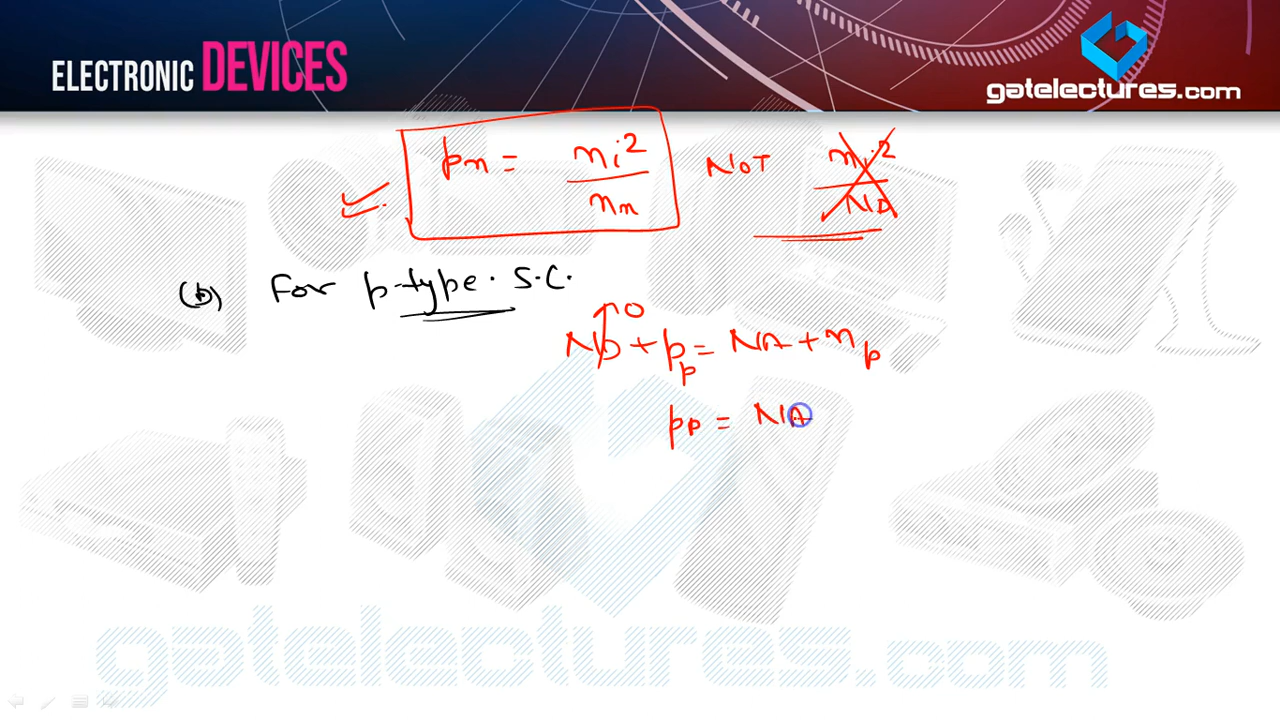 ELECTRONIC DEVICES
gatelectures.com
pn = ni² / nn NOT ni² / ND
(b) For p-type. S.C.
0
ND + pp = NA + np
pp = NA
gatelectures.com